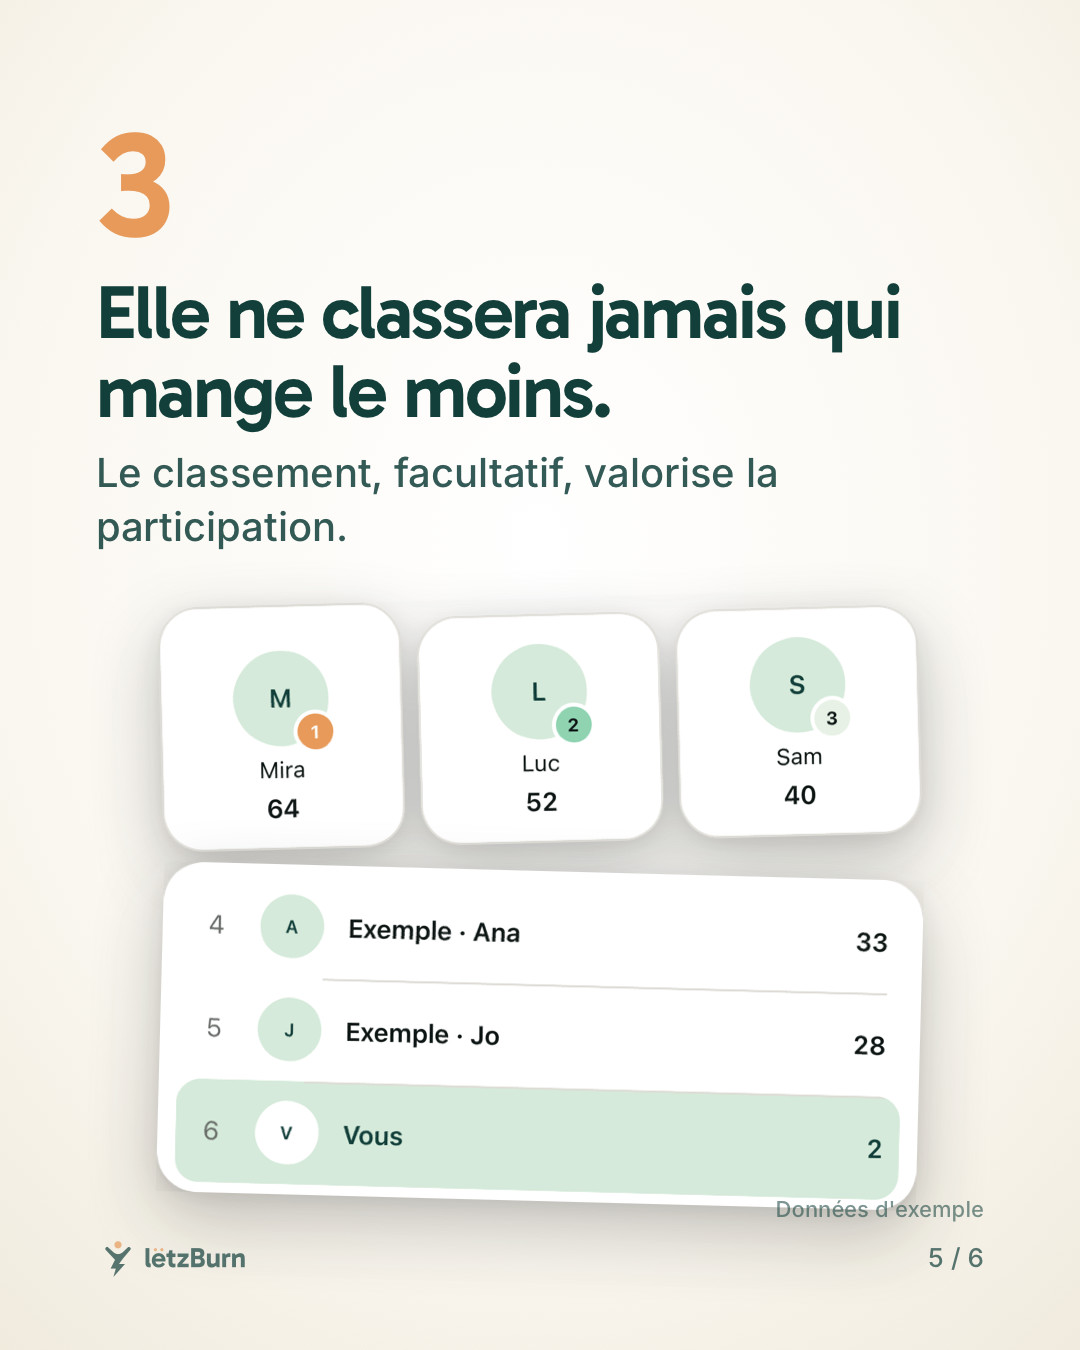 3
Elle ne classera jamais qui
mange le moins.
Le classement, facultatif, valorise la
participation.
M
1
Mira
64
L
2
Luc
52
S
3
Sam
40
4 A Exemple · Ana 33
5 J Exemple · Jo 28
6 V Vous 2
Données d'exemple
lëtzBurn
5 / 6